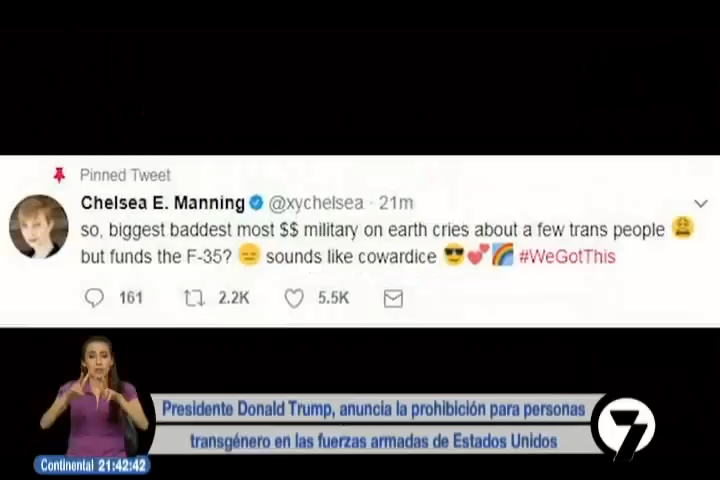 Pinned Tweet
Chelsea E. Manning @xychelsea · 21m
so, biggest baddest most $$ military on earth cries about a few trans people 😩
but funds the F-35? 😑 sounds like cowardice 😎💕🌈 #WeGotThis
161 2.2K 5.5K
Presidente Donald Trump, anuncia la prohibición para personas
transgénero en las fuerzas armadas de Estados Unidos
7
Continental 21:42:42